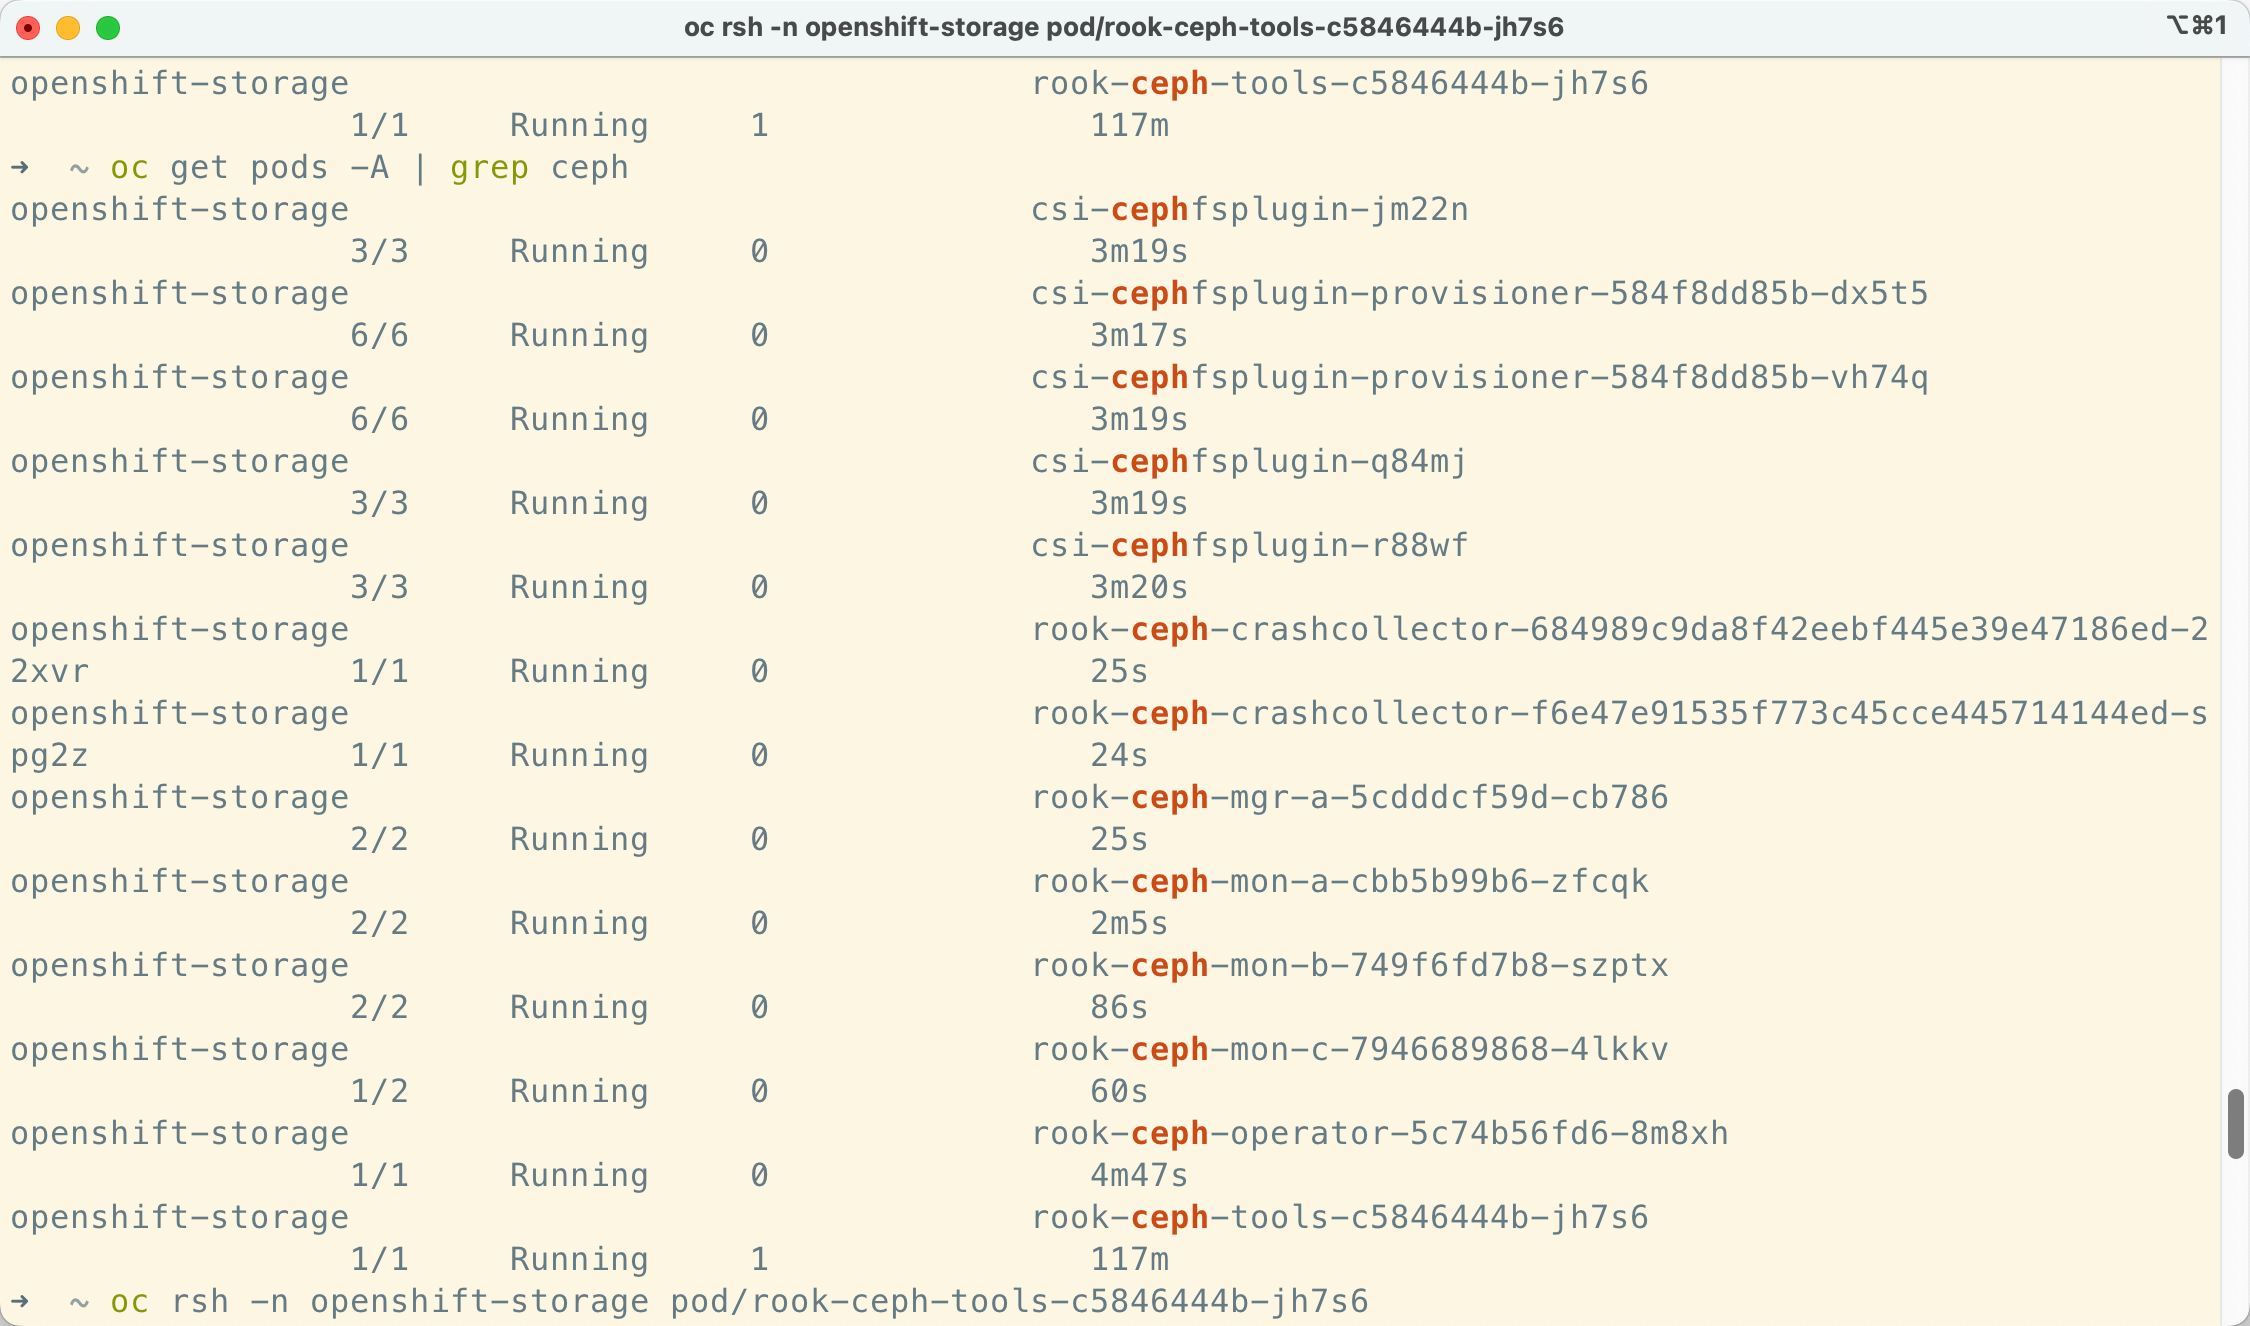 oc rsh -n openshift-storage pod/rook-ceph-tools-c5846444b-jh7s6 ⌥⌘1
openshift-storage rook-ceph-tools-c5846444b-jh7s6
1/1 Running 1 117m
➜ ~ oc get pods -A | grep ceph
openshift-storage csi-cephfsplugin-jm22n
3/3 Running 0 3m19s
openshift-storage csi-cephfsplugin-provisioner-584f8dd85b-dx5t5
6/6 Running 0 3m17s
openshift-storage csi-cephfsplugin-provisioner-584f8dd85b-vh74q
6/6 Running 0 3m19s
openshift-storage csi-cephfsplugin-q84mj
3/3 Running 0 3m19s
openshift-storage csi-cephfsplugin-r88wf
3/3 Running 0 3m20s
openshift-storage rook-ceph-crashcollector-684989c9da8f42eebf445e39e47186ed-2
2xvr 1/1 Running 0 25s
openshift-storage rook-ceph-crashcollector-f6e47e91535f773c45cce445714144ed-s
pg2z 1/1 Running 0 24s
openshift-storage rook-ceph-mgr-a-5cdddcf59d-cb786
2/2 Running 0 25s
openshift-storage rook-ceph-mon-a-cbb5b99b6-zfcqk
2/2 Running 0 2m5s
openshift-storage rook-ceph-mon-b-749f6fd7b8-szptx
2/2 Running 0 86s
openshift-storage rook-ceph-mon-c-7946689868-4lkkv
1/2 Running 0 60s
openshift-storage rook-ceph-operator-5c74b56fd6-8m8xh
1/1 Running 0 4m47s
openshift-storage rook-ceph-tools-c5846444b-jh7s6
1/1 Running 1 117m
➜ ~ oc rsh -n openshift-storage pod/rook-ceph-tools-c5846444b-jh7s6